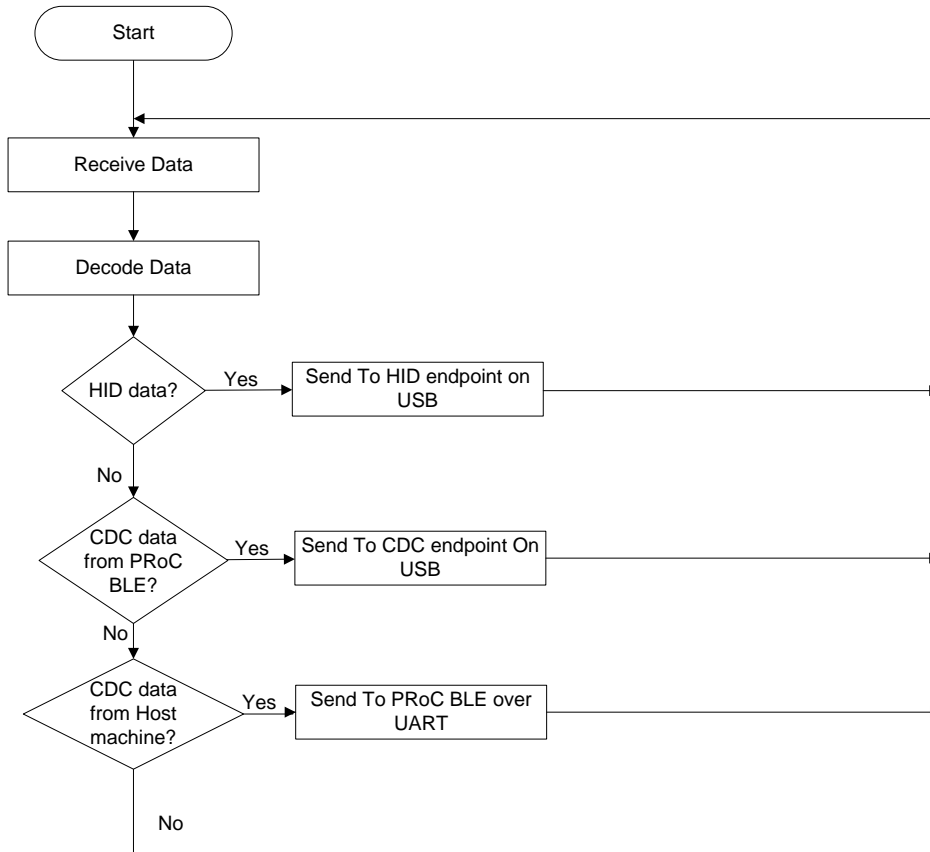 Start
Receive Data
Decode Data
HID data?
Yes
Send To HID endpoint on
USB
No
CDC data
from PRoC
BLE?
Yes
Send To CDC endpoint On
USB
No
CDC data
from Host
machine?
Yes
Send To PRoC BLE over
UART
No